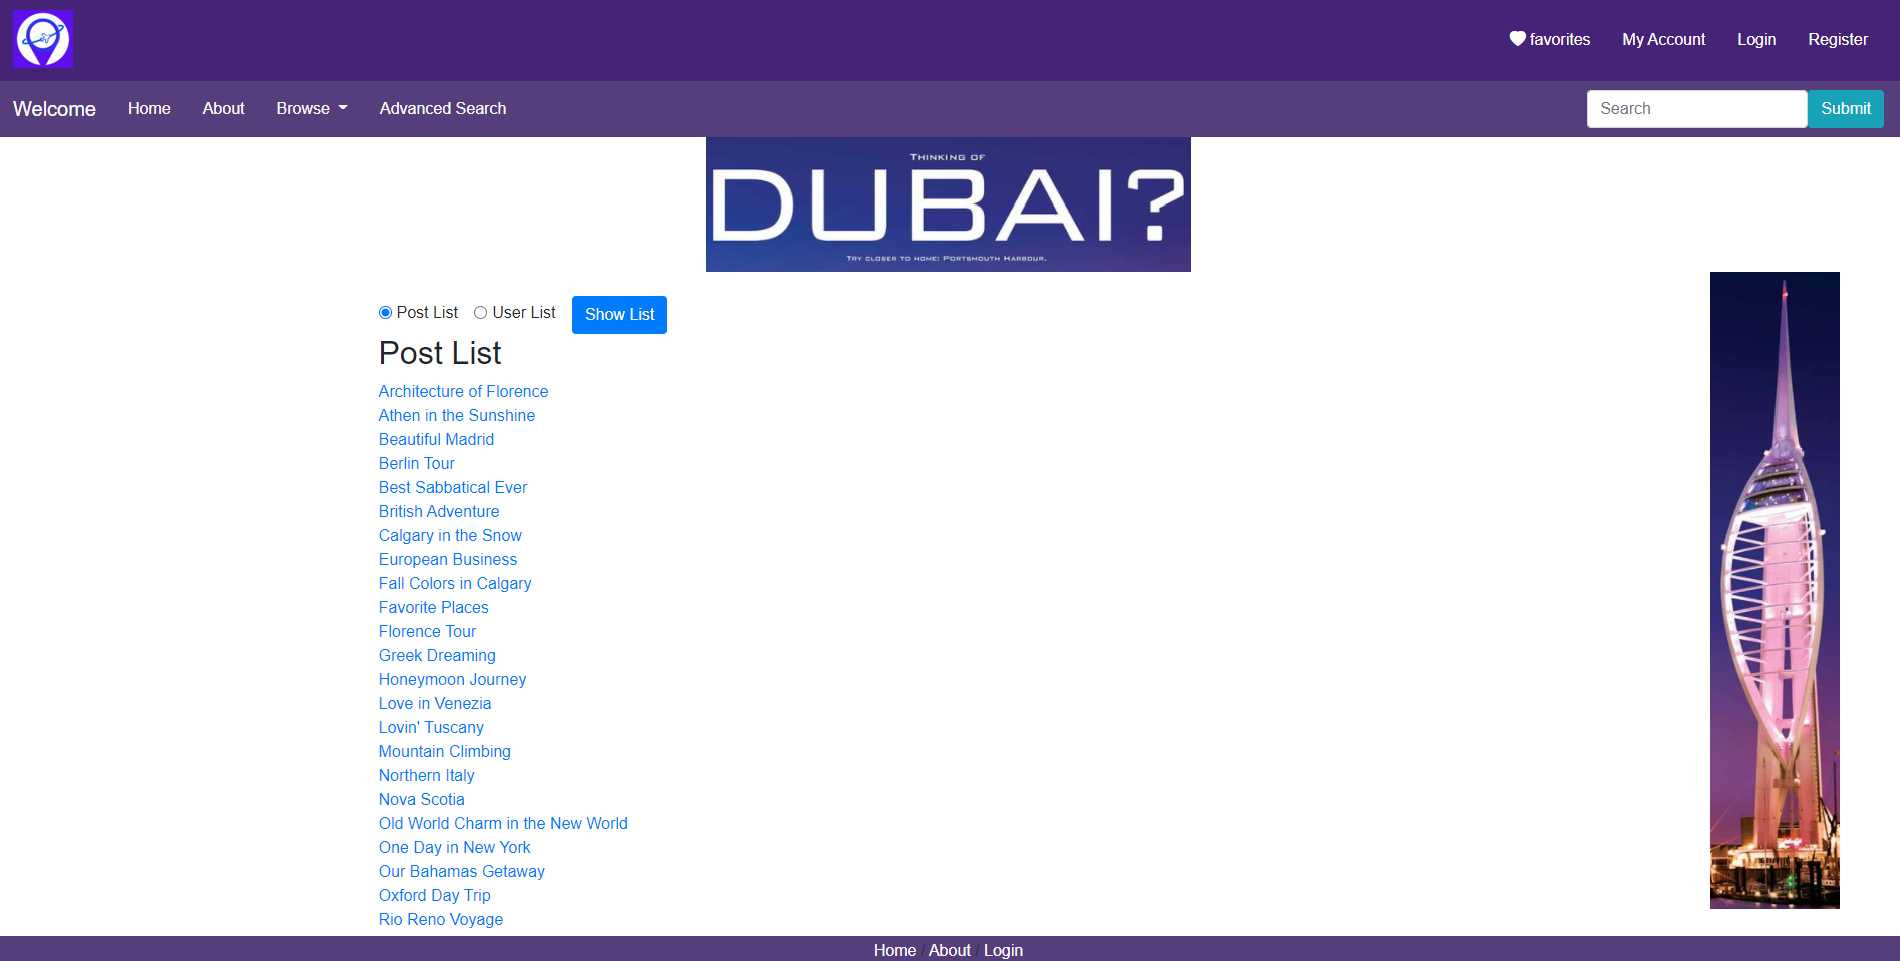 favorites My Account Login Register
Welcome Home About Browse Advanced Search Search Submit
THINKING OF
DUBAI?
TRY CLOSER TO HOME: PORTSMOUTH HARBOUR.
Post List User List Show List
Post List
Architecture of Florence
Athen in the Sunshine
Beautiful Madrid
Berlin Tour
Best Sabbatical Ever
British Adventure
Calgary in the Snow
European Business
Fall Colors in Calgary
Favorite Places
Florence Tour
Greek Dreaming
Honeymoon Journey
Love in Venezia
Lovin' Tuscany
Mountain Climbing
Northern Italy
Nova Scotia
Old World Charm in the New World
One Day in New York
Our Bahamas Getaway
Oxford Day Trip
Rio Reno Voyage
Home / About / Login